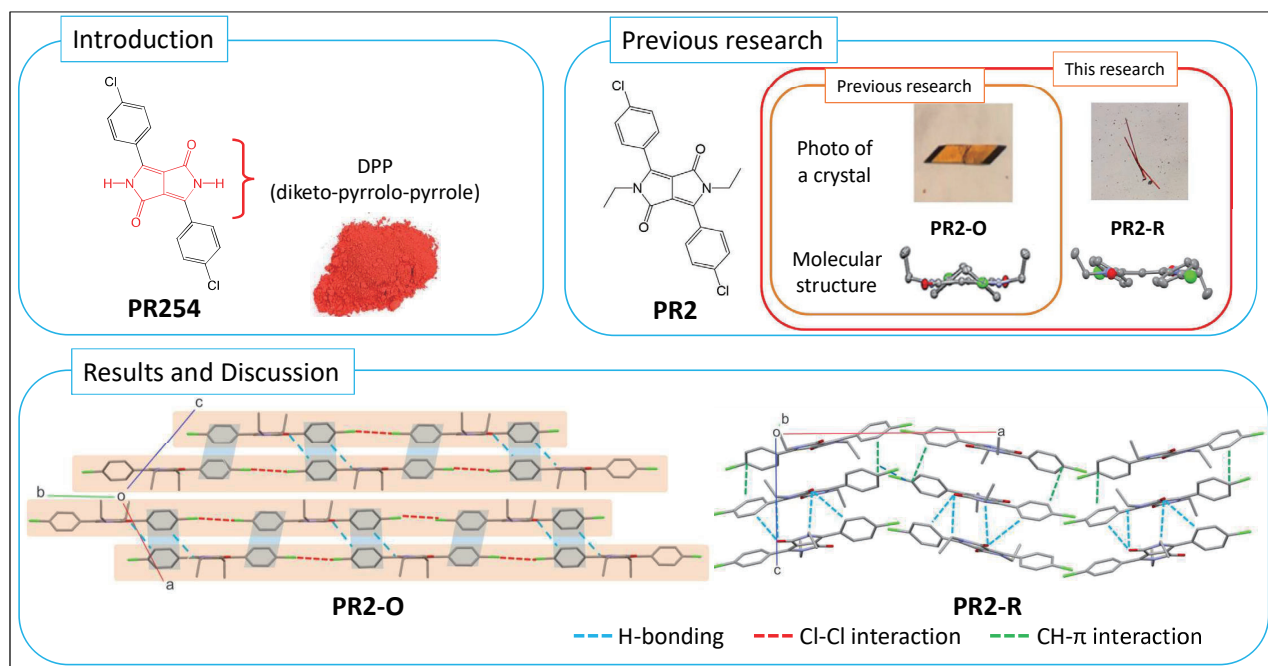 Introduction
Cl
O
H
N
N
H
O
Cl
PR254
DPP
(diketo-pyrrolo-pyrrole)
Previous research
Cl
O
N
N
O
Cl
PR2
This research
Previous research
Photo of
a crystal
PR2-O
PR2-R
Molecular
structure
Results and Discussion
c
b
o
a
PR2-O
b
o
a
c
PR2-R
H-bonding
Cl-Cl interaction
CH-π interaction